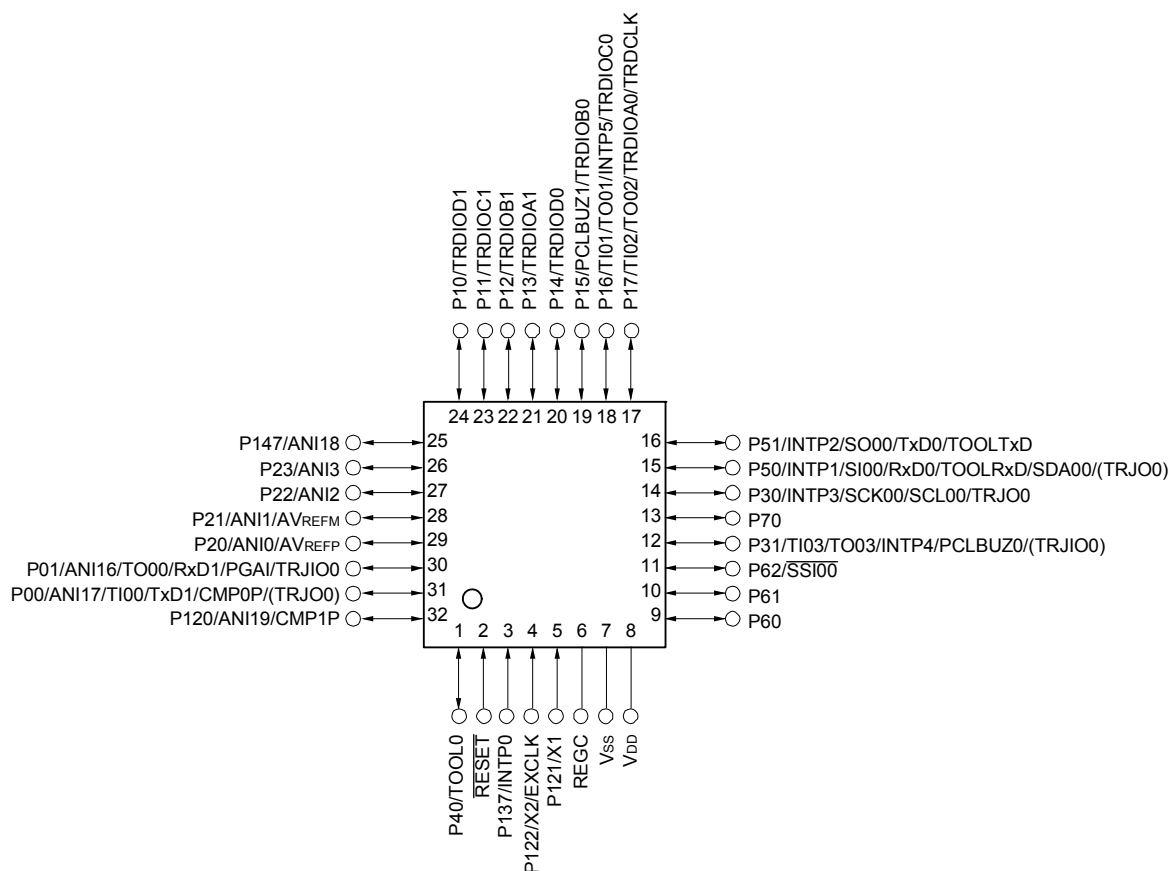 P10/TRDIOD1
P11/TRDIOC1
P12/TRDIOB1
P13/TRDIOA1
P14/TRDIOD0
P15/PCLBUZ1/TRDIOB0
P16/TI01/TO01/INTP5/TRDIOC0
P17/TI02/TO02/TRDIOA0/TRDCLK
24 23 22 21 20 19 18 17
P147/ANI18 25
P23/ANI3 26
P22/ANI2 27
P21/ANI1/AVREFM 28
P20/ANI0/AVREFP 29
P01/ANI16/TO00/RxD1/PGAI/TRJIO0 30
P00/ANI17/TI00/TxD1/CMP0P/(TRJO0) 31
P120/ANI19/CMP1P 32
16 P51/INTP2/SO00/TxD0/TOOLTxD
15 P50/INTP1/SI00/RxD0/TOOLRxD/SDA00/(TRJO0)
14 P30/INTP3/SCK00/SCL00/TRJO0
13 P70
12 P31/TI03/TO03/INTP4/PCLBUZ0/(TRJIO0)
11 P62/SSI00
10 P61
9 P60
1 2 3 4 5 6 7 8
P40/TOOL0
RESET
P137/INTP0
P122/X2/EXCLK
P121/X1
REGC
VSS
VDD